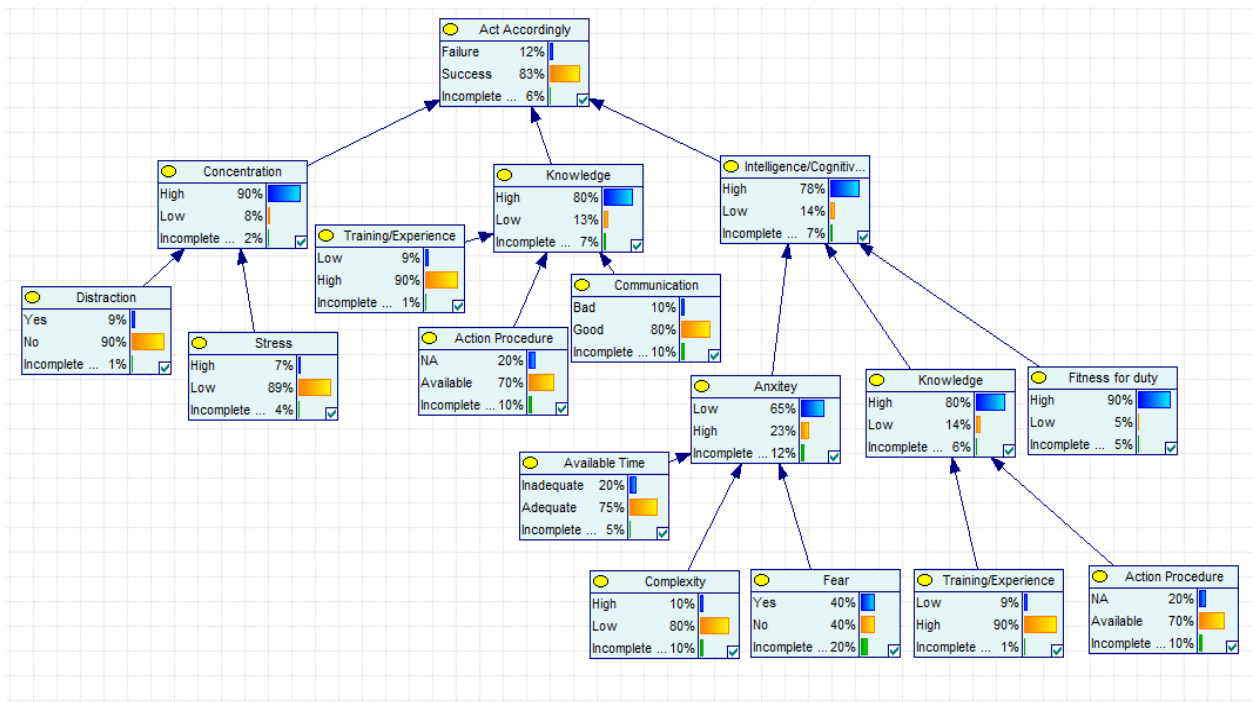 Act Accordingly
Failure 12%
Success 83%
Incomplete ... 6%
Concentration
High 90%
Low 8%
Incomplete ... 2%
Knowledge
High 80%
Low 13%
Incomplete ... 7%
Intelligence/Cognitiv...
High 78%
Low 14%
Incomplete ... 7%
Training/Experience
Low 9%
High 90%
Incomplete ... 1%
Distraction
Yes 9%
No 90%
Incomplete ... 1%
Stress
High 7%
Low 89%
Incomplete ... 4%
Action Procedure
NA 20%
Available 70%
Incomplete ... 10%
Communication
Bad 10%
Good 80%
Incomplete ... 10%
Anxitey
Low 65%
High 23%
Incomplete ... 12%
Knowledge
High 80%
Low 14%
Incomplete ... 6%
Fitness for duty
High 90%
Low 5%
Incomplete ... 5%
Available Time
Inadequate 20%
Adequate 75%
Incomplete ... 5%
Complexity
High 10%
Low 80%
Incomplete ... 10%
Fear
Yes 40%
No 40%
Incomplete ... 20%
Training/Experience
Low 9%
High 90%
Incomplete ... 1%
Action Procedure
NA 20%
Available 70%
Incomplete ... 10%